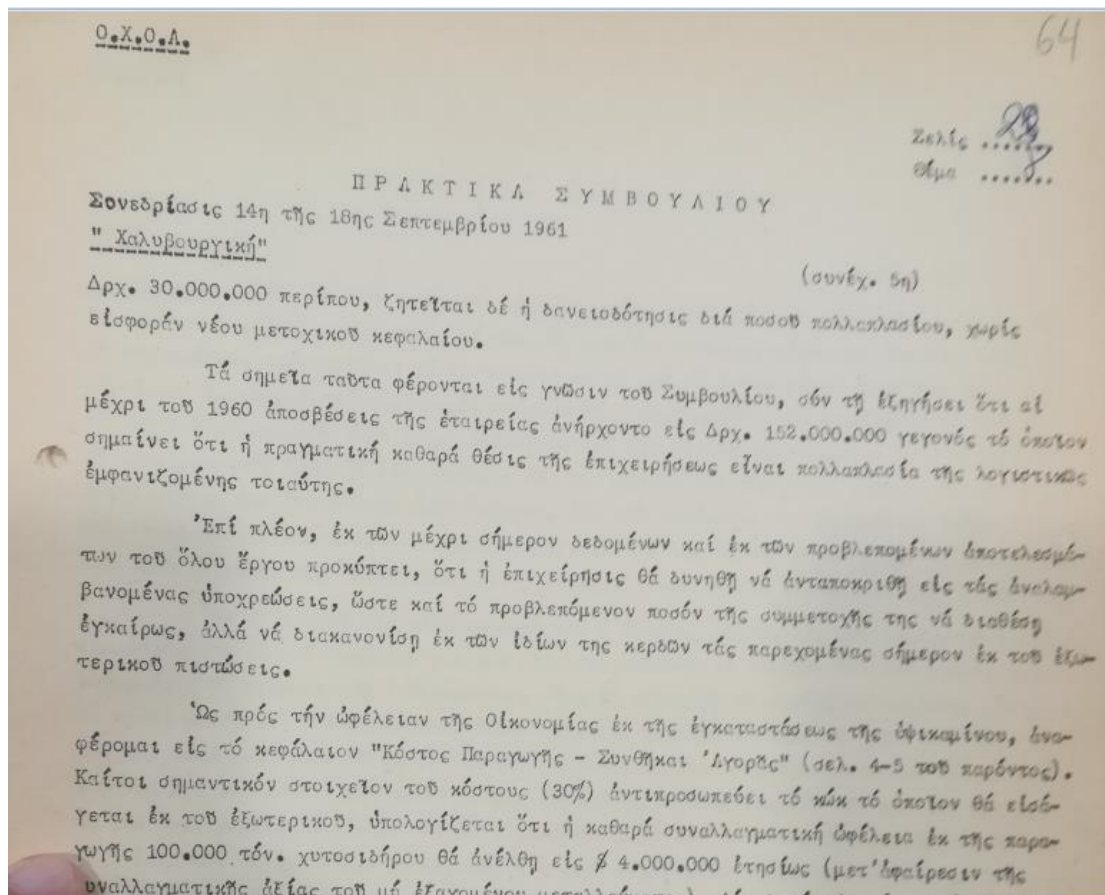 Ο.Χ.Ο.Α.
64
Σελίς ......
Θέμα .......
ΠΡΑΚΤΙΚΑ ΣΥΜΒΟΥΛΙΟΥ
Συνεδρίασις 14η τῆς 18ης Σεπτεμβρίου 1961
" Χαλυβουργική"
(συνέχ. 5η)
Δρχ. 30.000.000 περίπου, ζητεῖται δέ ἡ δανειοδότησις διά ποσοῦ πολλαπλασίου, χωρίς
εἰσφοράν νέου μετοχικοῦ κεφαλαίου.
Τά σημεῖα ταῦτα φέρονται εἰς γνῶσιν τοῦ Συμβουλίου, σύν τῇ ἐξηγήσει ὅτι αἱ
μέχρι τοῦ 1960 ἀποσβέσεις τῆς ἑταιρείας ἀνήρχοντο εἰς Δρχ. 152.000.000 γεγονός τό ὁποῖον
σημαίνει ὅτι ἡ πραγματική καθαρά θέσις τῆς ἐπιχειρήσεως εἶναι πολλαπλασία τῆς λογιστικῶς
ἐμφανιζομένης τοιαύτης.
Ἐπί πλέον, ἐκ τῶν μέχρι σήμερον δεδομένων καί ἐκ τῶν προβλεπομένων ἀποτελεσμά-
των τοῦ ὅλου ἔργου προκύπτει, ὅτι ἡ ἐπιχείρησις θά δυνηθῇ νά ἀνταποκριθῇ εἰς τάς ἀναλαμ-
βανομένας ὑποχρεώσεις, ὥστε καί τό προβλεπόμενον ποσόν τῆς συμμετοχῆς της νά διαθέσῃ
ἐγκαίρως, ἀλλά νά διακανονίσῃ ἐκ τῶν ἰδίων της κερδῶν τάς παρεχομένας σήμερον ἐκ τοῦ ἐξω-
τερικοῦ πιστώσεις.
Ὡς πρός τήν ὠφέλειαν τῆς Οἰκονομίας ἐκ τῆς ἐγκαταστάσεως τῆς ὑψικαμίνου, ἀνα-
φέρομαι εἰς τό κεφάλαιον "Κόστος Παραγωγῆς - Συνθῆκαι Ἀγορᾶς" (σελ. 4-5 τοῦ παρόντος).
Καίτοι σημαντικόν στοιχεῖον τοῦ κόστους (30%) ἀντιπροσωπεύει τό κώκ τό ὁποῖον θά εἰσά-
γεται ἐκ τοῦ ἐξωτερικοῦ, ὑπολογίζεται ὅτι ἡ καθαρά συναλλαγματική ὠφέλεια ἐκ τῆς παρα-
γωγῆς 100.000 τόν. χυτοσιδήρου θά ἀνέλθῃ εἰς $ 4.000.000 ἐτησίως (μετ' ἀφαίρεσιν τῆς
υναλλαγματικῆς ἀξίας τοῦ μή ἐξαγομένου